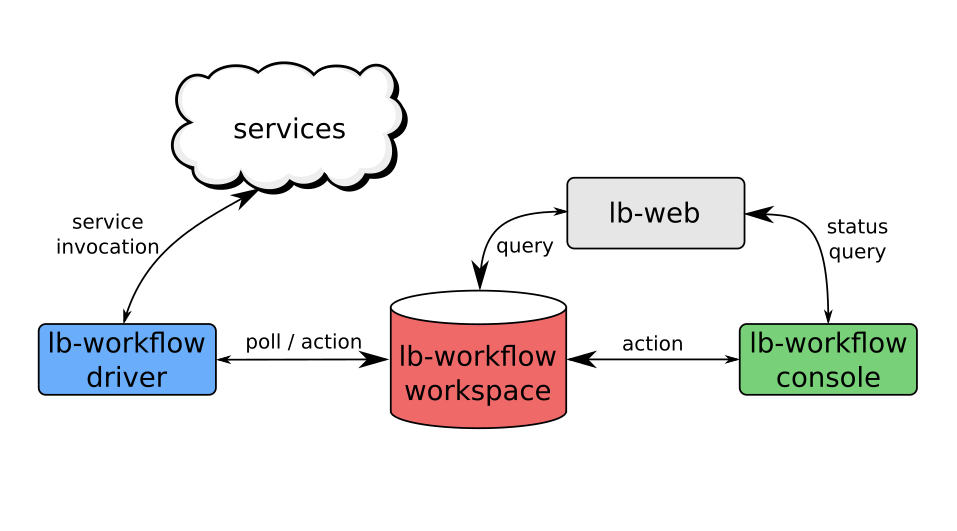 services
service
invocation
lb-web
status
query
query
lb-workflow
driver
poll / action
lb-workflow
workspace
action
lb-workflow
console